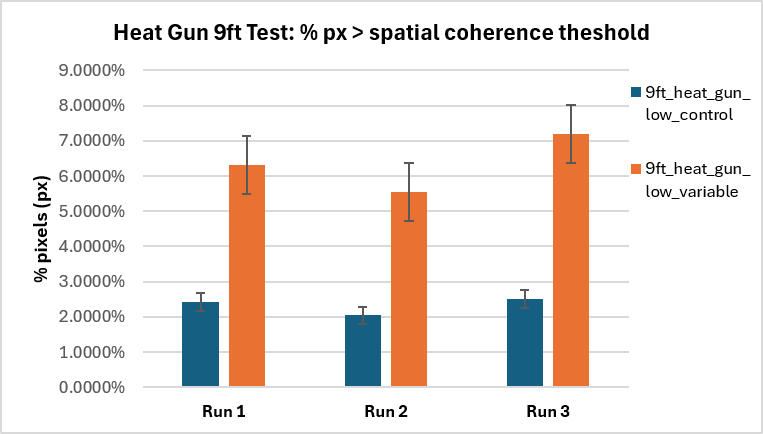 Heat Gun 9ft Test: % px > spatial coherence theshold
9.0000%
8.0000%
7.0000%
6.0000%
5.0000%
4.0000%
3.0000%
2.0000%
1.0000%
0.0000%
% pixels (px)
Run 1
Run 2
Run 3
9ft_heat_gun_
low_control
9ft_heat_gun_
low_variable